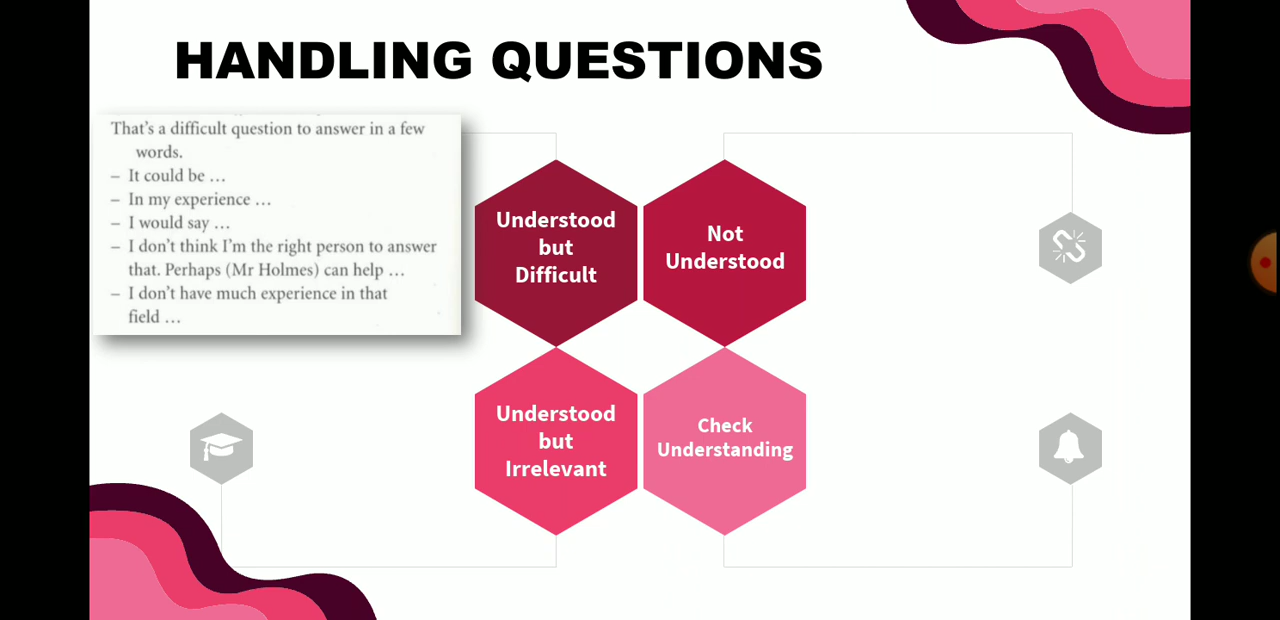 HANDLING QUESTIONS
That's a difficult question to answer in a few
words.
– It could be …
– In my experience …
– I would say …
– I don't think I'm the right person to answer
that. Perhaps (Mr Holmes) can help …
– I don't have much experience in that
field …
Understood
but
Difficult
Not
Understood
Understood
but
Irrelevant
Check
Understanding